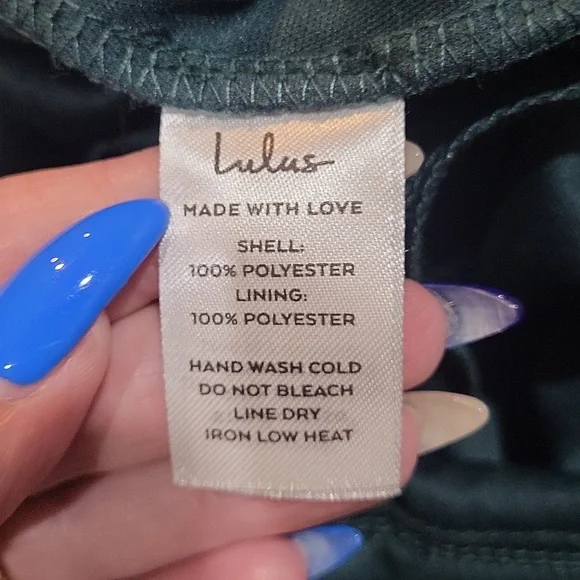 Lulus
MADE WITH LOVE
SHELL:
100% POLYESTER
LINING:
100% POLYESTER
HAND WASH COLD
DO NOT BLEACH
LINE DRY
IRON LOW HEAT